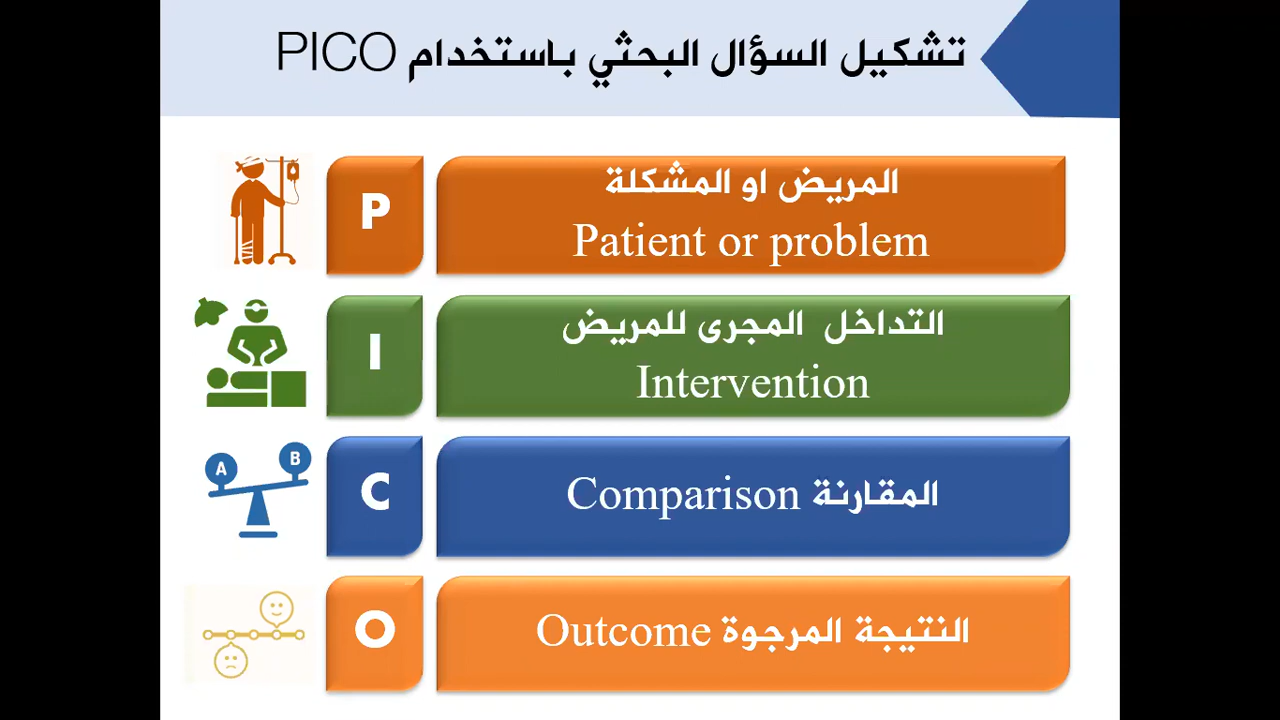 تشكيل السؤال البحثي باستخدام PICO
P
المريض او المشكلة
Patient or problem
I
التداخل المجرى للمريض
Intervention
A B
C
المقارنة Comparison
O
النتيجة المرجوة Outcome